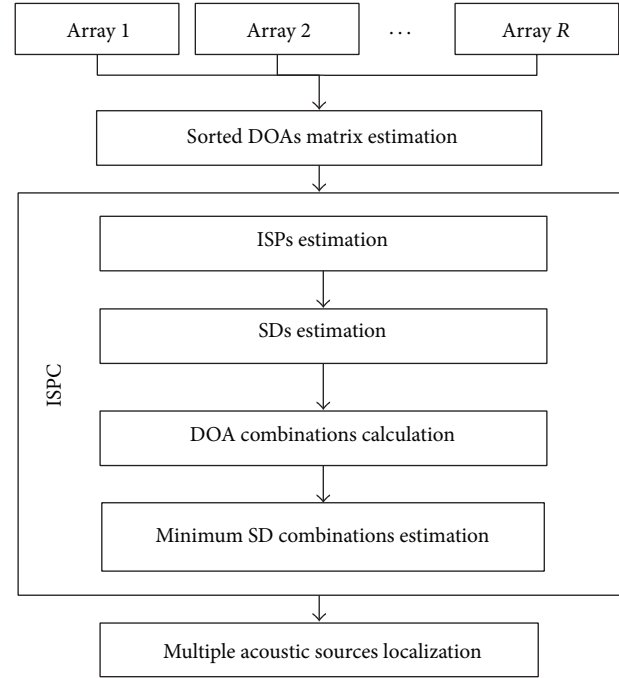 Array 1
Array 2
...
Array R
Sorted DOAs matrix estimation
ISPC
ISPs estimation
SDs estimation
DOA combinations calculation
Minimum SD combinations estimation
Multiple acoustic sources localization